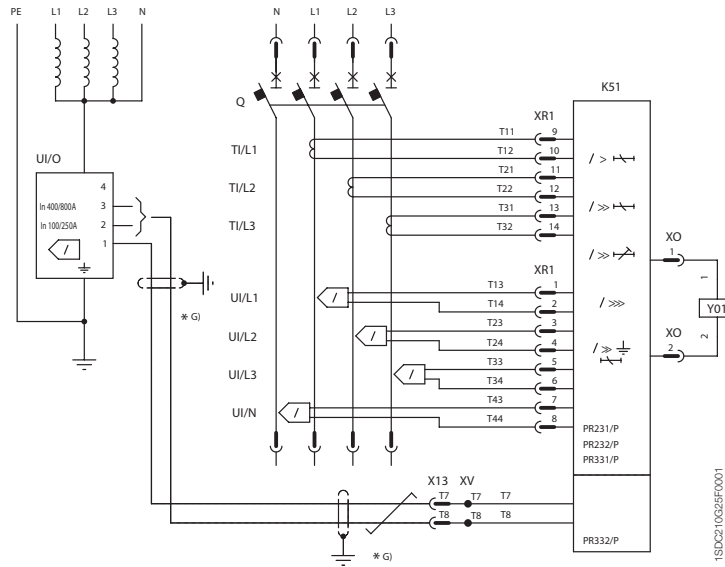 PE L1 L2 L3 N
N L1 L2 L3
K51
Q
XR1
T11 9
T12 10
T21 11
T22 12
T31 13
T32 14
TI/L1
TI/L2
TI/L3
UI/O
4
In 400/800A 3
In 100/250A 2
1
/
/ >
/ >>
/ >>
/ >>>
/ >>
XO
1
1
Y01
2
XO
2
* G)
XR1
T13 1
T14 2
T23 3
T24 4
T33 5
T34 6
T43 7
T44 8
UI/L1 /
UI/L2 /
UI/L3 /
UI/N /
PR231/P
PR232/P
PR331/P
X13 XV
T7 T7 T7
T8 T8 T8
PR332/P
* G)
1SDC210G25F0001